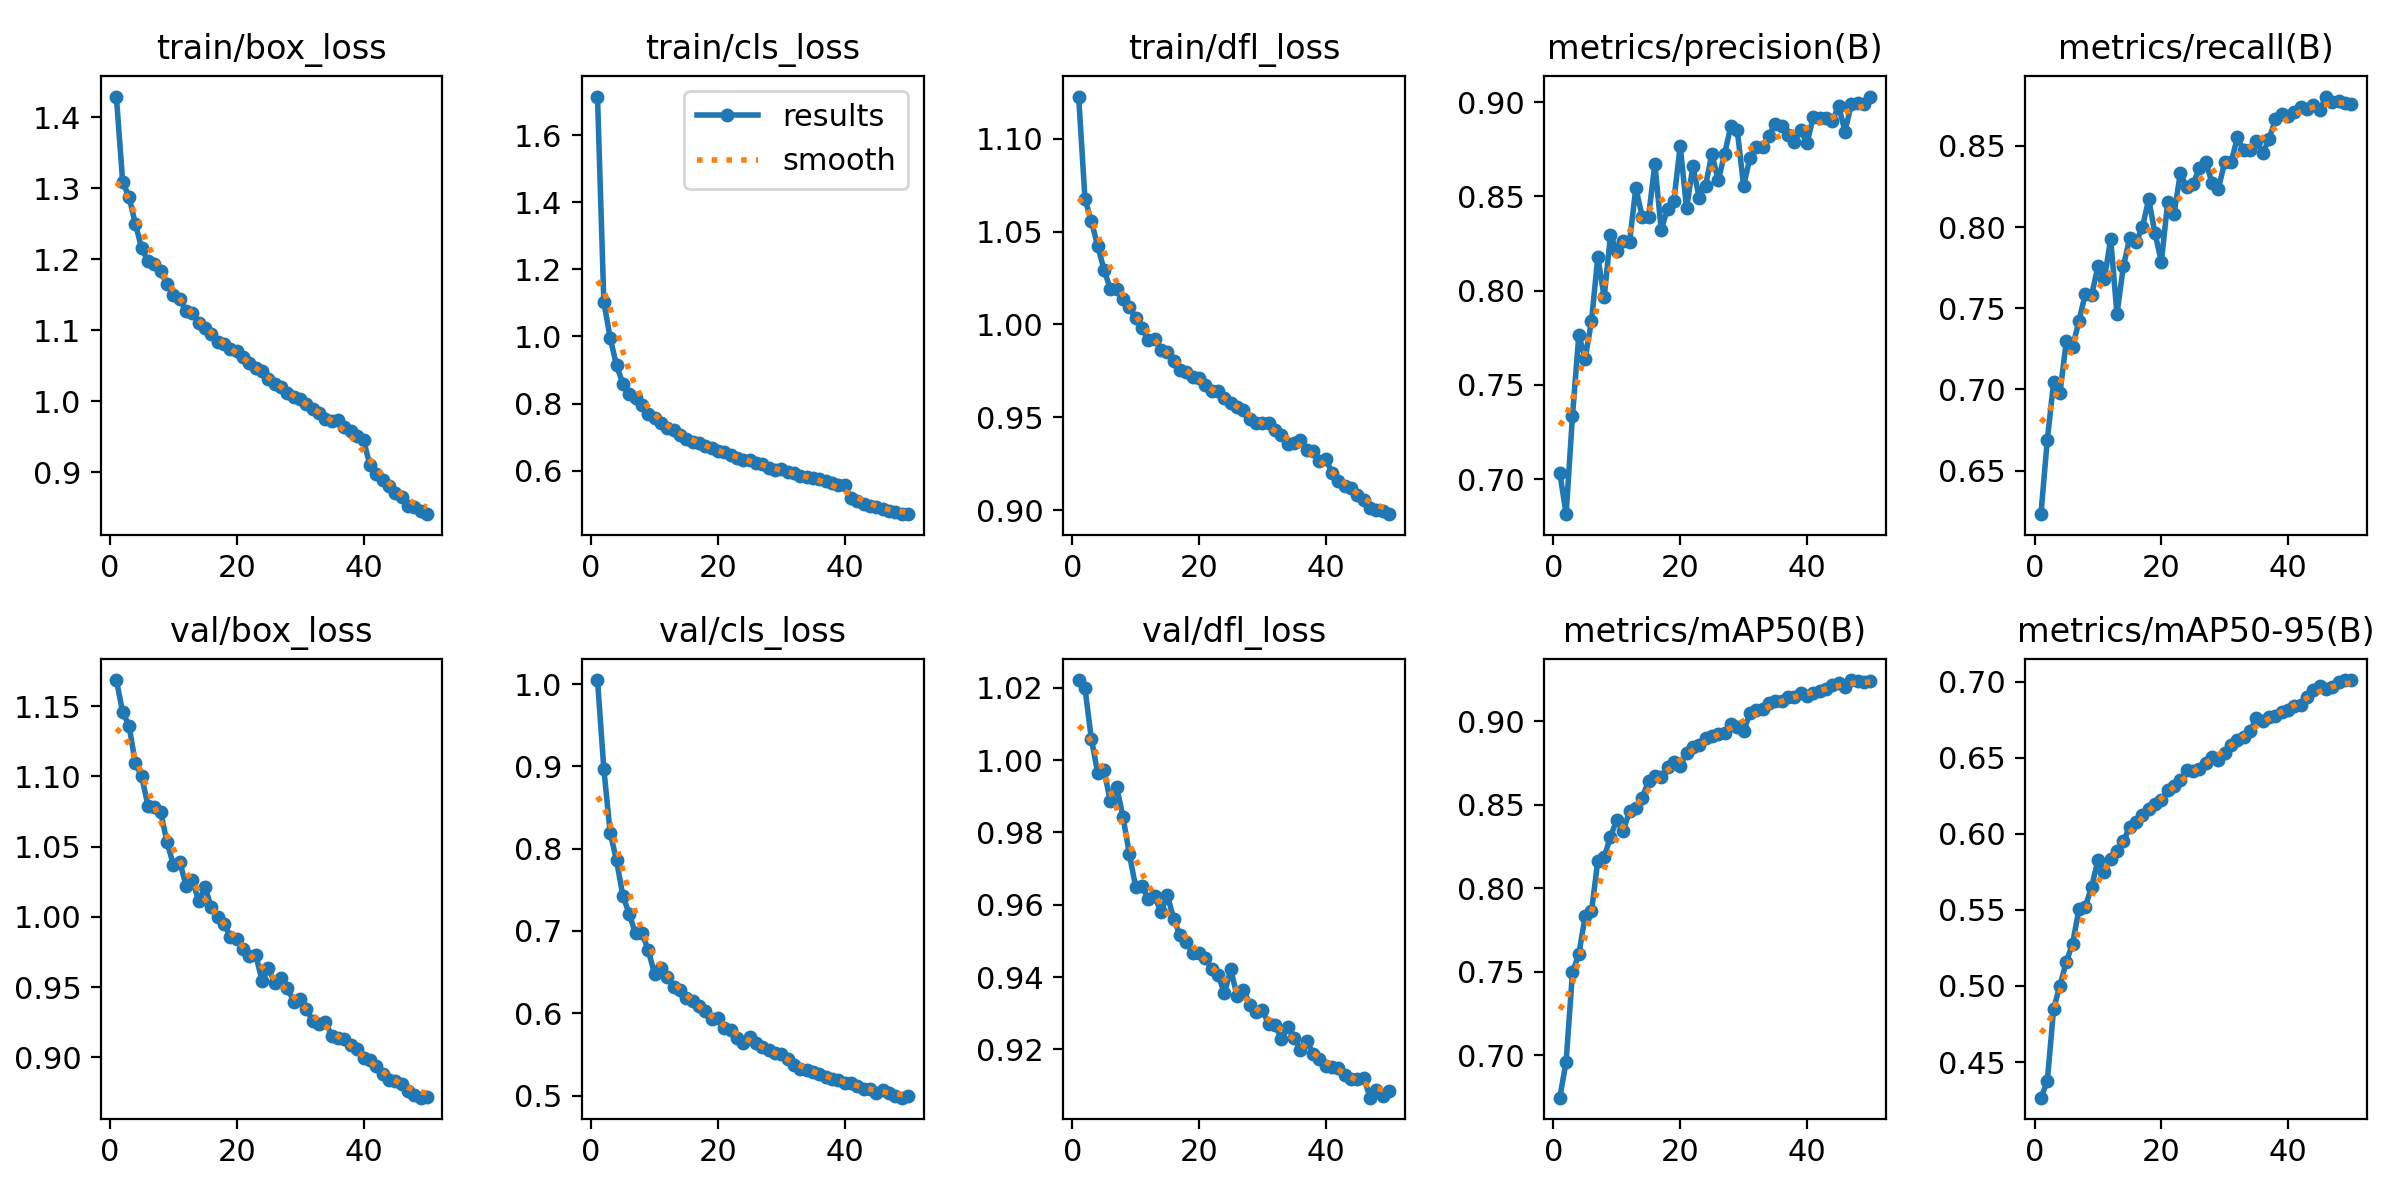 train/box_loss
1.4
1.3
1.2
1.1
1.0
0.9
0 20 40
train/cls_loss
results
smooth
1.6
1.4
1.2
1.0
0.8
0.6
0 20 40
train/dfl_loss
1.10
1.05
1.00
0.95
0.90
0 20 40
metrics/precision(B)
0.90
0.85
0.80
0.75
0.70
0 20 40
metrics/recall(B)
0.85
0.80
0.75
0.70
0.65
0 20 40
val/box_loss
1.15
1.10
1.05
1.00
0.95
0.90
0 20 40
val/cls_loss
1.0
0.9
0.8
0.7
0.6
0.5
0 20 40
val/dfl_loss
1.02
1.00
0.98
0.96
0.94
0.92
0 20 40
metrics/mAP50(B)
0.90
0.85
0.80
0.75
0.70
0 20 40
metrics/mAP50-95(B)
0.70
0.65
0.60
0.55
0.50
0.45
0 20 40